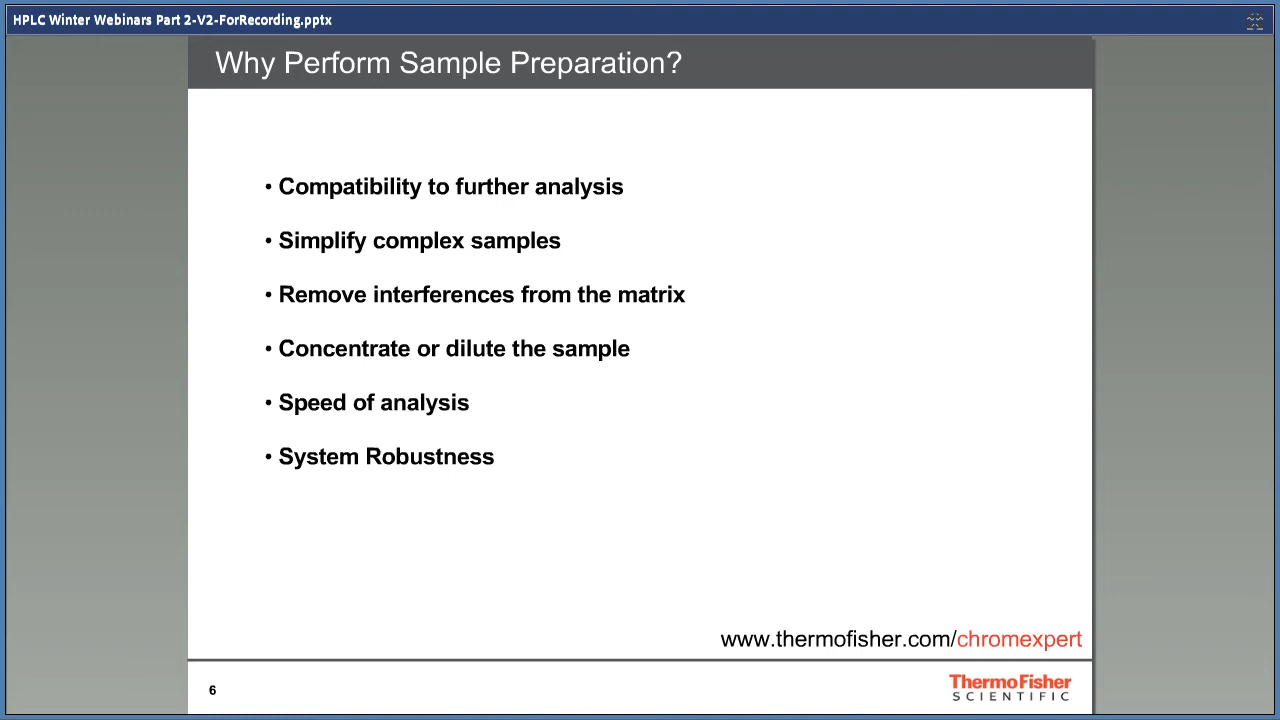 HPLC Winter Webinars Part 2-V2-ForRecording.pptx
Why Perform Sample Preparation?
• Compatibility to further analysis
• Simplify complex samples
• Remove interferences from the matrix
• Concentrate or dilute the sample
• Speed of analysis
• System Robustness
www.thermofisher.com/chromexpert
6
ThermoFisher
SCIENTIFIC